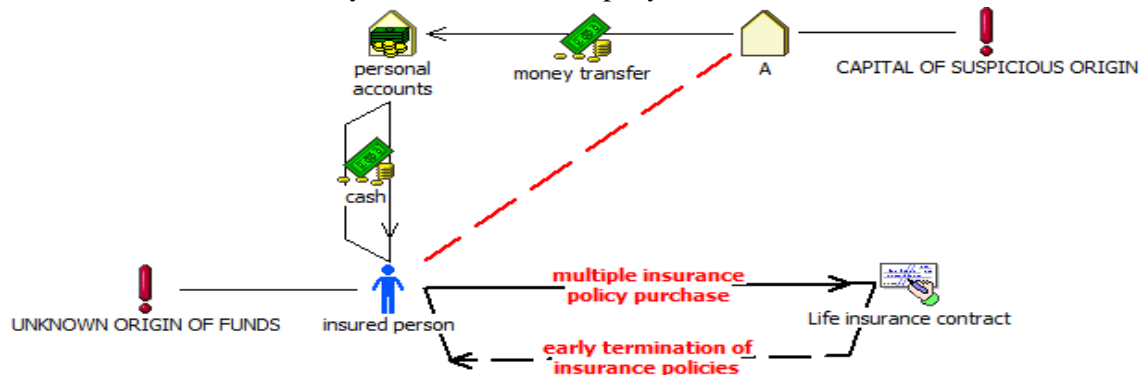 personal
accounts
money transfer
A
CAPITAL OF SUSPICIOUS ORIGIN
cash
UNKNOWN ORIGIN OF FUNDS
insured person
multiple insurance
policy purchase
Life insurance contract
early termination of
insurance policies